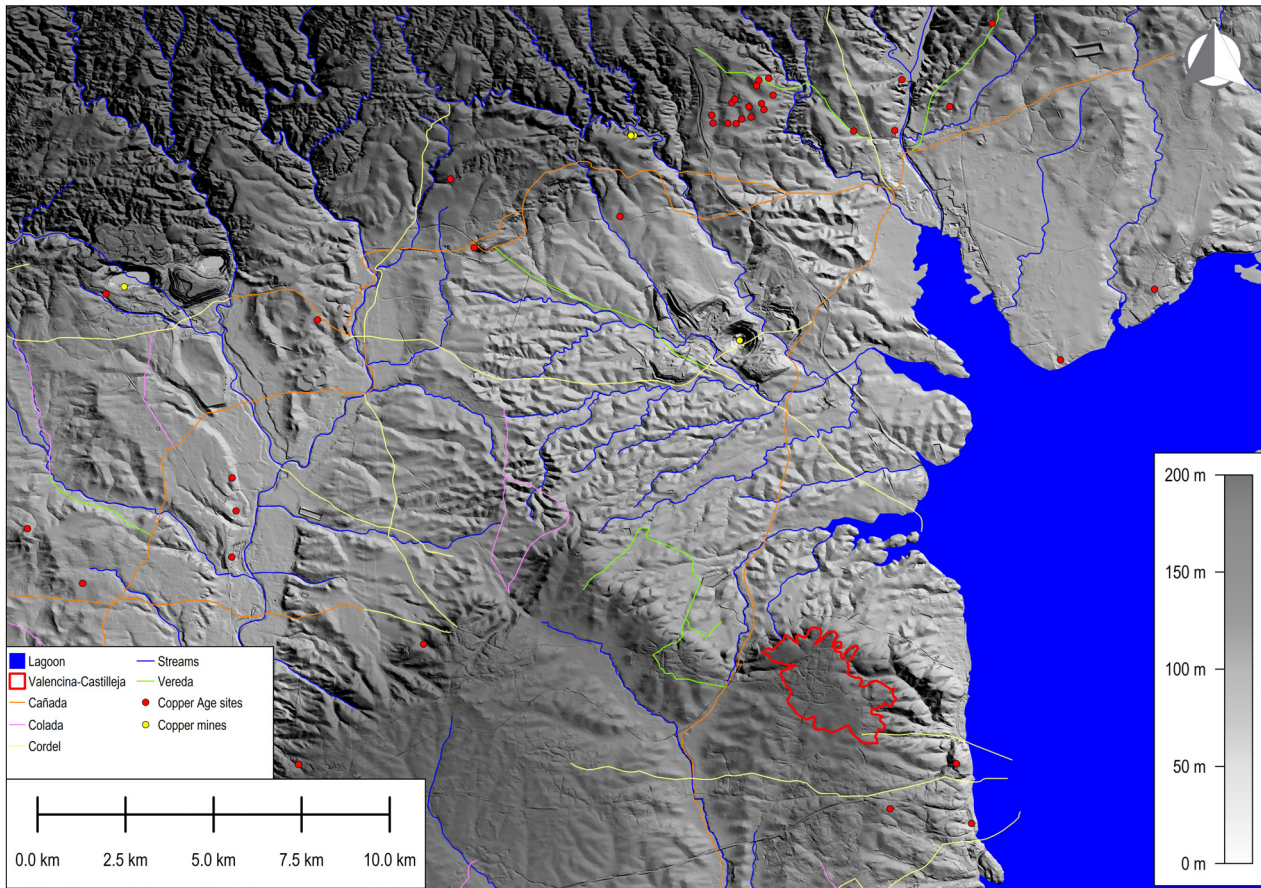 200 m
150 m
100 m
50 m
0 m
Lagoon
Streams
Valencina-Castilleja
Vereda
Cañada
Copper Age sites
Colada
Copper mines
Cordel
0.0 km
2.5 km
5.0 km
7.5 km
10.0 km